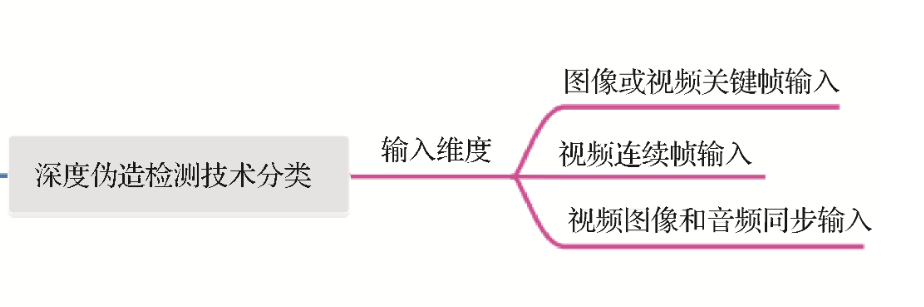 图像或视频关键帧输入
输入维度
视频连续帧输入
深度伪造检测技术分类
视频图像和音频同步输入